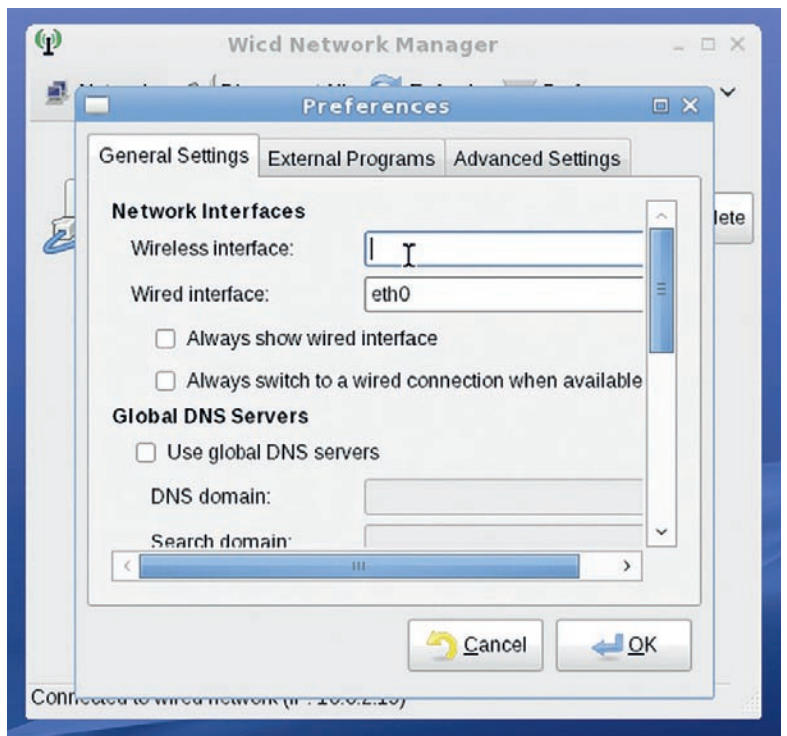 Wicd Network Manager
Preferences
General Settings External Programs Advanced Settings
Network Interfaces
Wireless interface:
Wired interface: eth0
Always show wired interface
Always switch to a wired connection when available
Global DNS Servers
Use global DNS servers
DNS domain:
Search domain:
Cancel OK